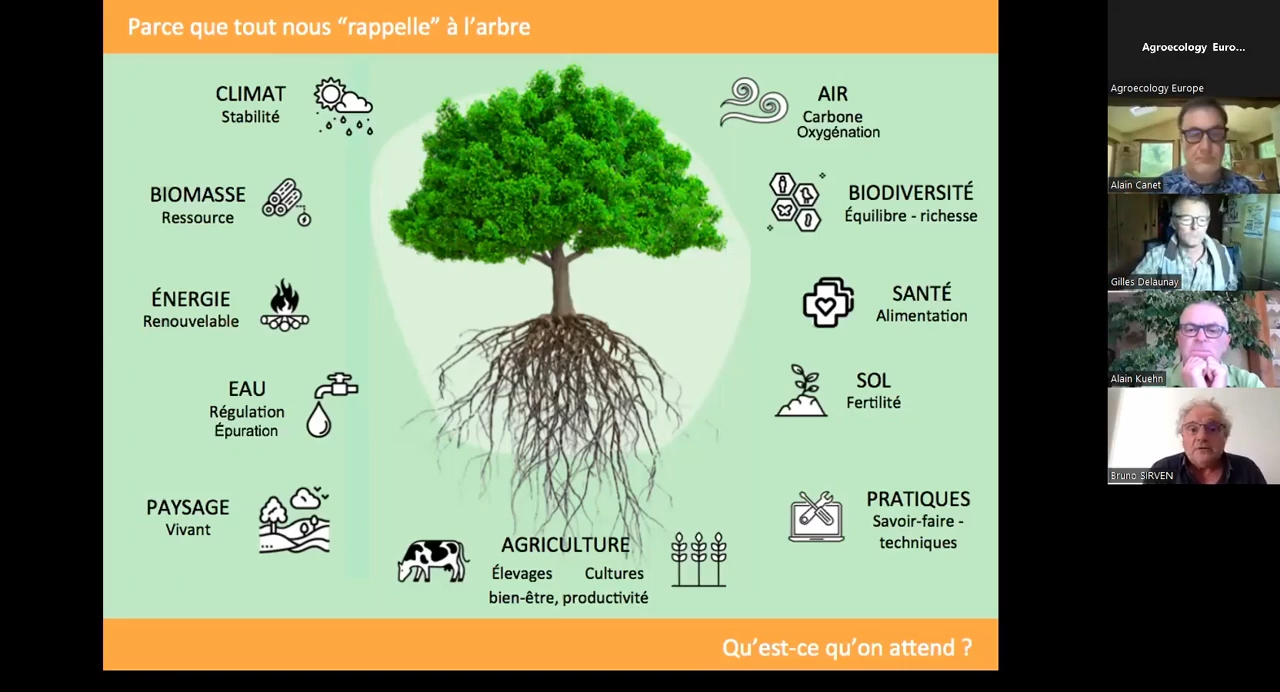 Parce que tout nous “rappelle” à l’arbre
CLIMAT
Stabilité
BIOMASSE
Ressource
ÉNERGIE
Renouvelable
EAU
Régulation
Épuration
PAYSAGE
Vivant
AGRICULTURE
Élevages Cultures
bien-être, productivité
AIR
Carbone
Oxygénation
BIODIVERSITÉ
Équilibre - richesse
SANTÉ
Alimentation
SOL
Fertilité
PRATIQUES
Savoir-faire -
techniques
Qu’est-ce qu’on attend ?
Agroecology Euro...
Agroecology Europe
Alain Canet
Gilles Delaunay
Alain Kuehn
Bruno SIRVEN